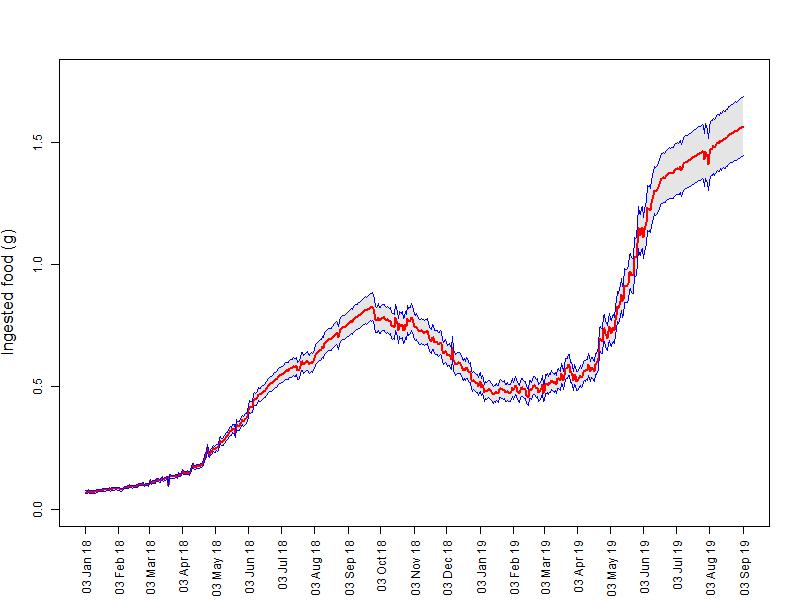 Ingested food (g)
1.5
1.0
0.5
0.0
03 Jan 18
03 Feb 18
03 Mar 18
03 Apr 18
03 May 18
03 Jun 18
03 Jul 18
03 Aug 18
03 Sep 18
03 Oct 18
03 Nov 18
03 Dec 18
03 Jan 19
03 Feb 19
03 Mar 19
03 Apr 19
03 May 19
03 Jun 19
03 Jul 19
03 Aug 19
03 Sep 19